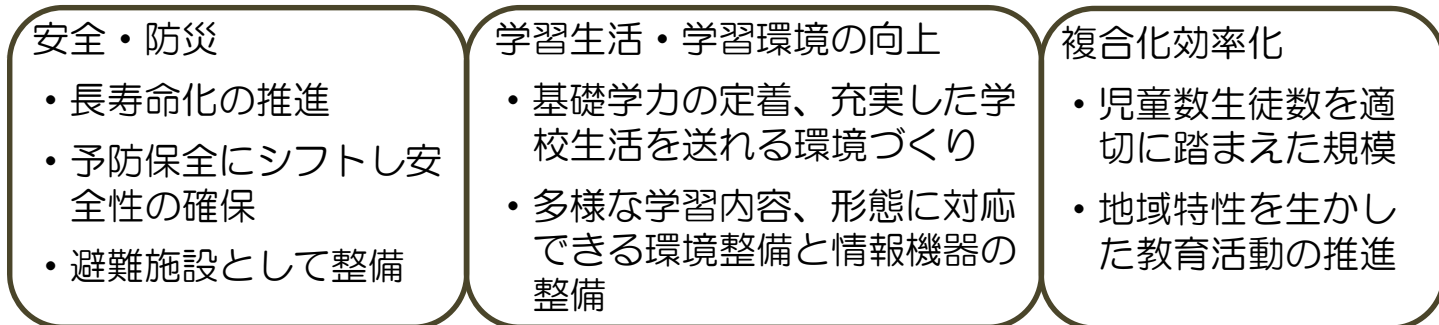 安全・防災
・長寿命化の推進
・予防保全にシフトし安
全性の確保
・避難施設として整備
学習生活・学習環境の向上
・基礎学力の定着、充実した学
校生活を送れる環境づくり
・多様な学習内容、形態に対応
できる環境整備と情報機器の
整備
複合化効率化
・児童数生徒数を適
切に踏まえた規模
・地域特性を生かし
た教育活動の推進